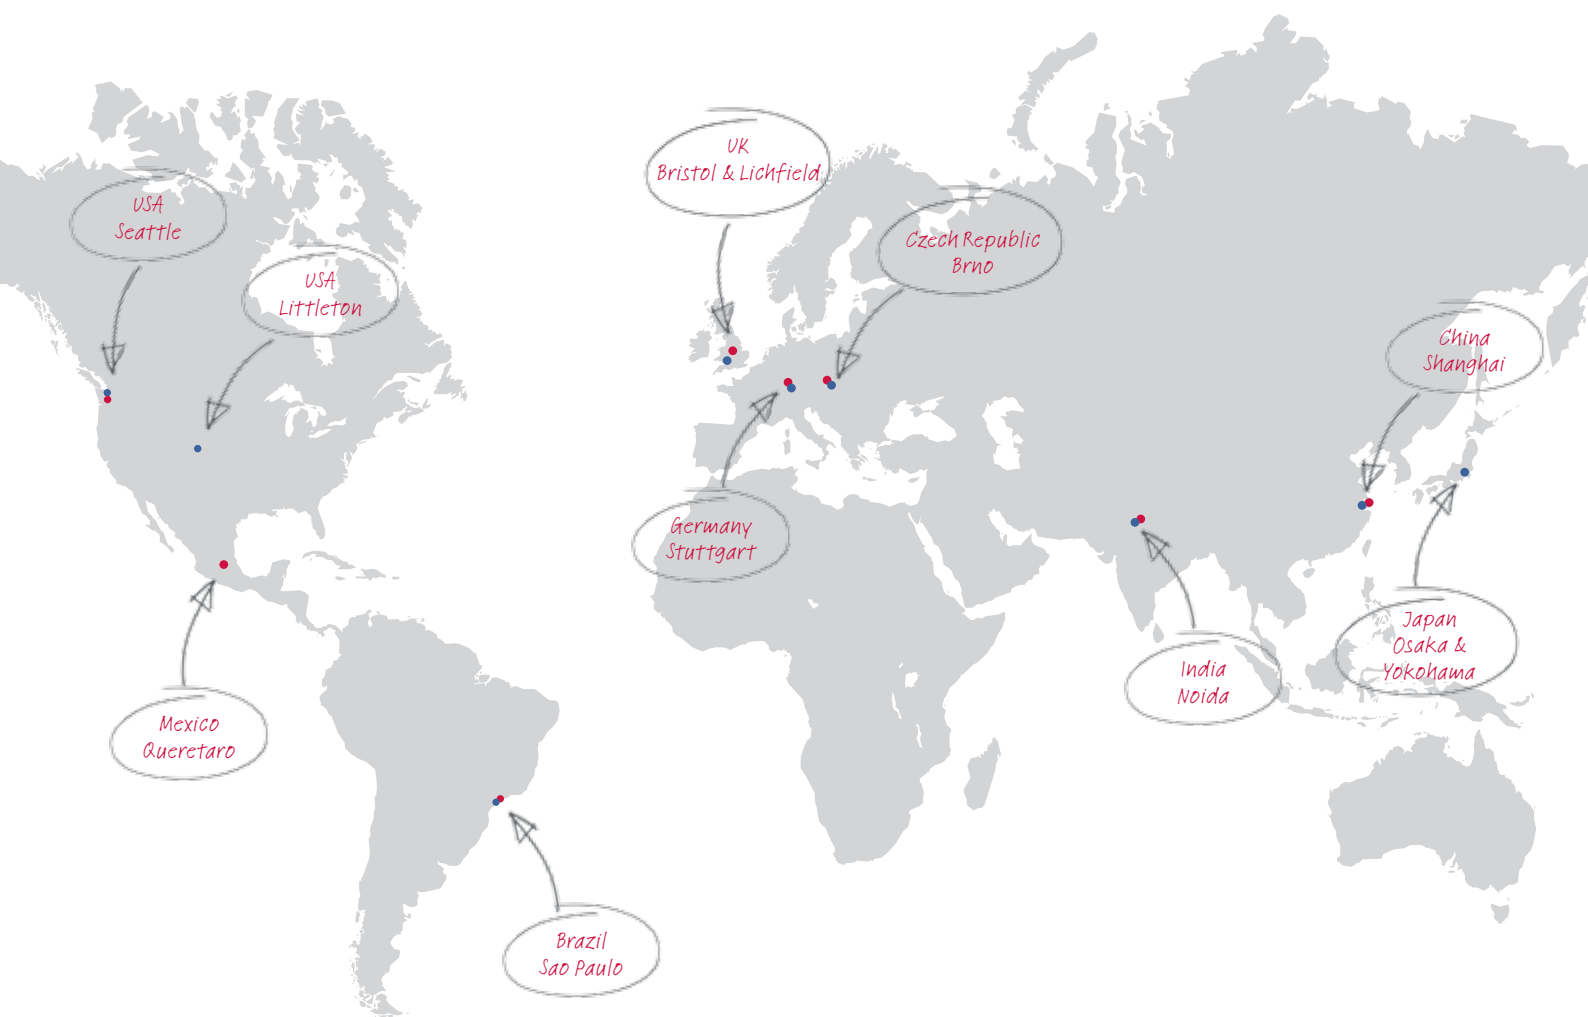 UK
Bristol & Lichfield
USA
Seattle
Czech Republic
Brno
USA
Littleton
China
Shanghai
Germany
Stuttgart
Japan
Osaka &
Yokohama
India
Noida
Mexico
Queretaro
Brazil
Sao Paulo